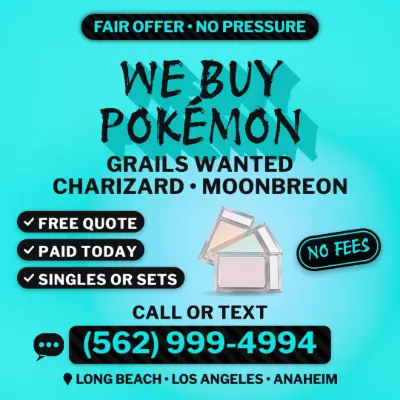 FAIR OFFER • NO PRESSURE
WE BUY
POKÉMON
GRAILS WANTED
CHARIZARD • MOONBREON
FREE QUOTE
PAID TODAY
SINGLES OR SETS
NO FEES
CALL OR TEXT
(562) 999-4994
LONG BEACH • LOS ANGELES • ANAHEIM